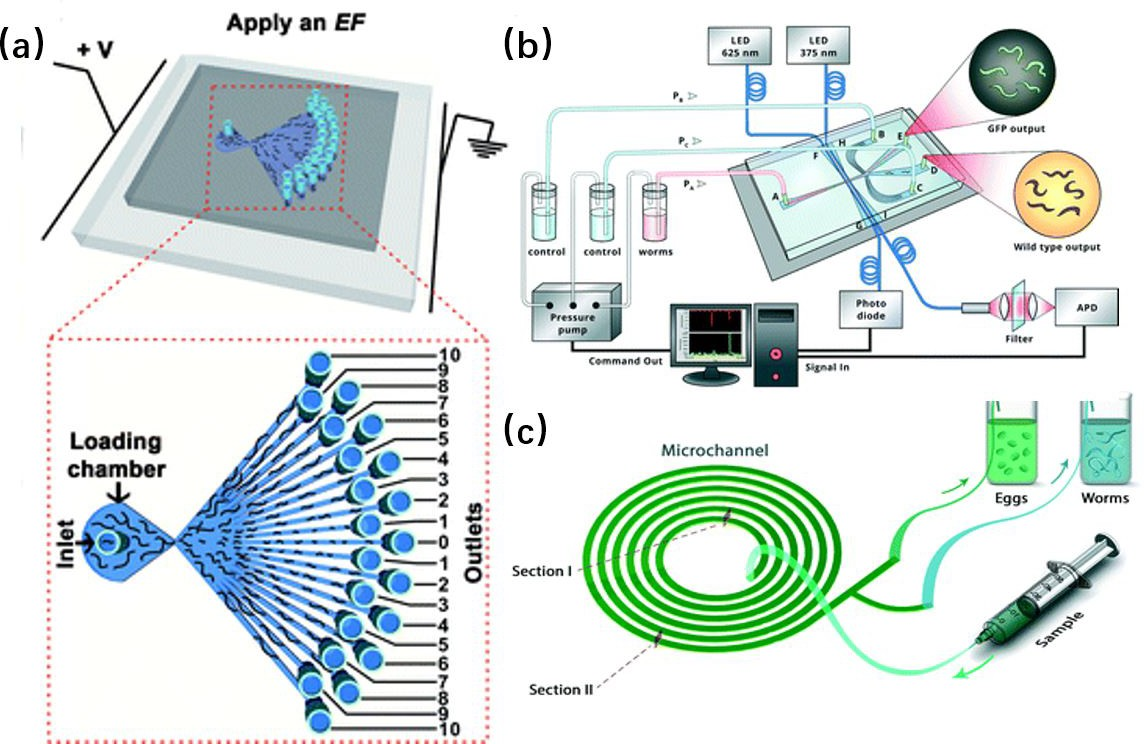 (a)
Apply an EF
+ V
Loading
chamber
Inlet
Outlets
10
9
8
7
6
5
4
3
2
1
0
1
2
3
4
5
6
7
8
9
10
(b)
LED
625 nm
LED
375 nm
P_B
P_C
P_A
A
B
C
D
E
F
G
H
I
GFP output
Wild type output
control
control
worms
Pressure
pump
Command Out
Signal In
Photo
diode
Filter
APD
(c)
Microchannel
Section I
Section II
Eggs
Worms
Sample